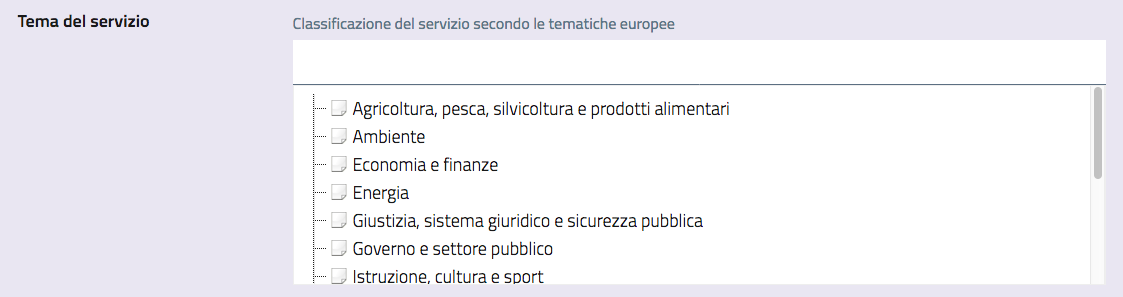 Tema del servizio
Classificazione del servizio secondo le tematiche europee
Agricoltura, pesca, silvicoltura e prodotti alimentari
Ambiente
Economia e finanze
Energia
Giustizia, sistema giuridico e sicurezza pubblica
Governo e settore pubblico
Istruzione, cultura e sport